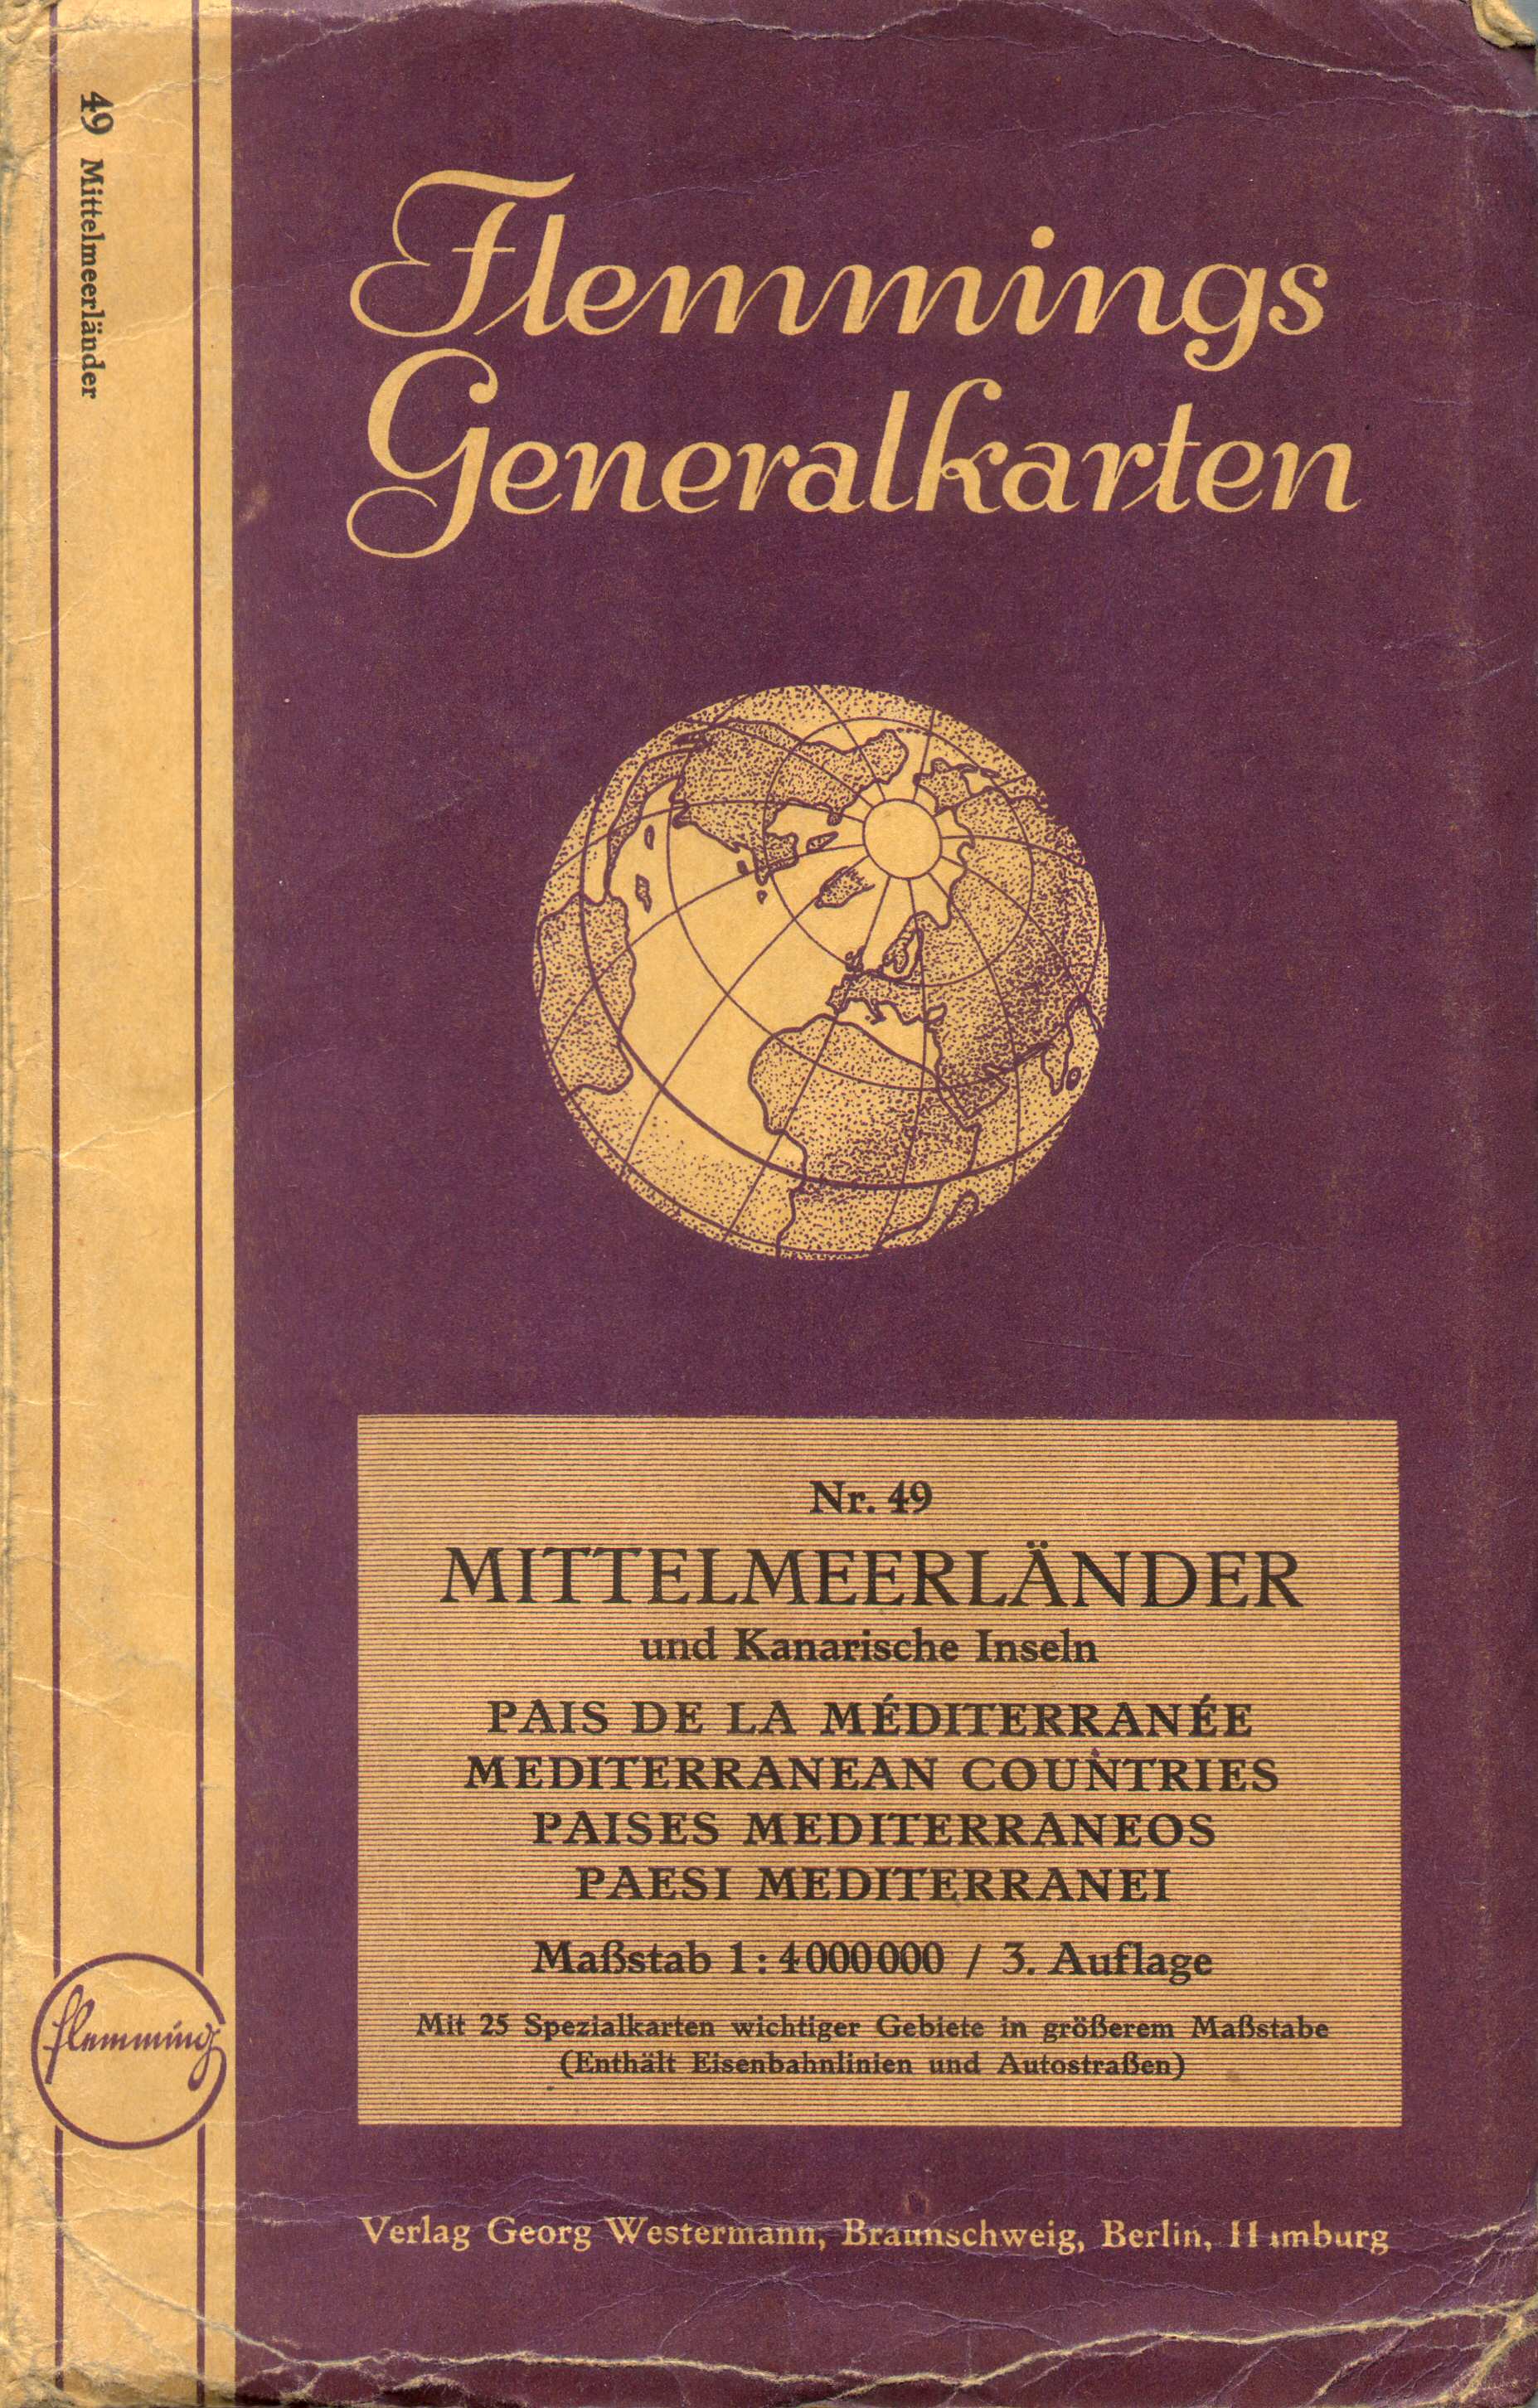 49 Mittelmeerländer
Flemmings
Generalkarten
Nr. 49
MITTELMEERLÄNDER
und Kanarische Inseln
PAIS DE LA MÉDITERRANÉE
MEDITERRANEAN COUNTRIES
PAISES MEDITERRANEOS
PAESI MEDITERRANEI
Maßstab 1:4000000 / 3. Auflage
Mit 25 Spezialkarten wichtiger Gebiete in größerem Maßstabe
(Enthält Eisenbahnlinien und Autostraßen)
flemming
Verlag Georg Westermann, Braunschweig, Berlin, Hamburg